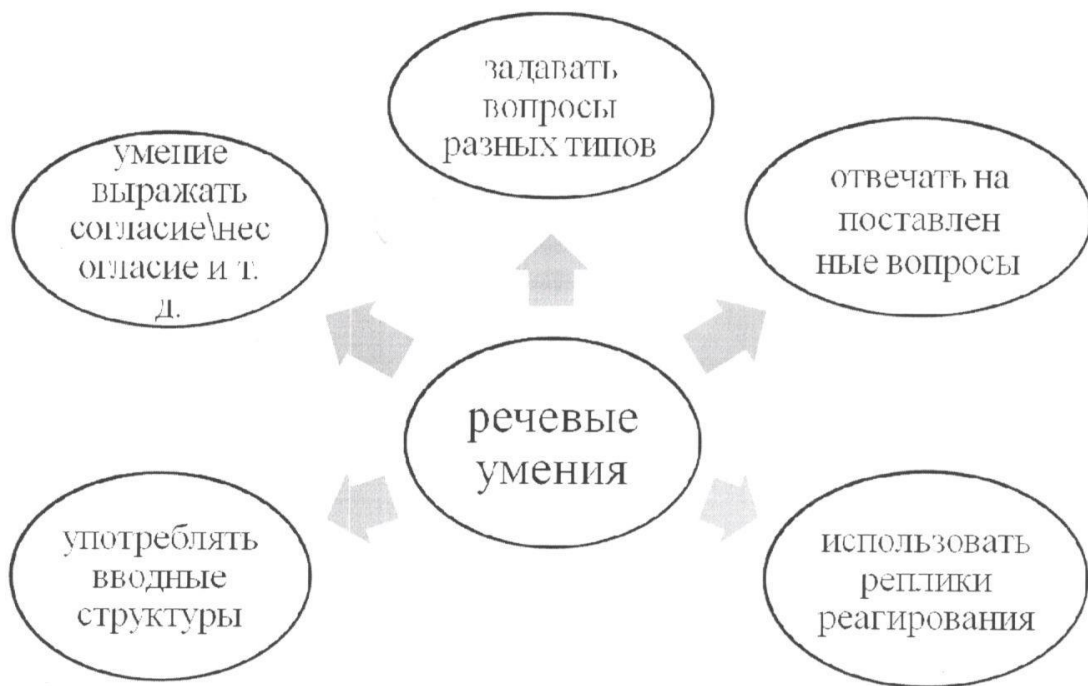 задавать
вопросы
разных типов
умение
выражать
согласие\нес
огласие и т.
д.
отвечать на
поставлен
ные вопросы
речевые
умения
употреблять
вводные
структуры
использовать
реплики
реагирования